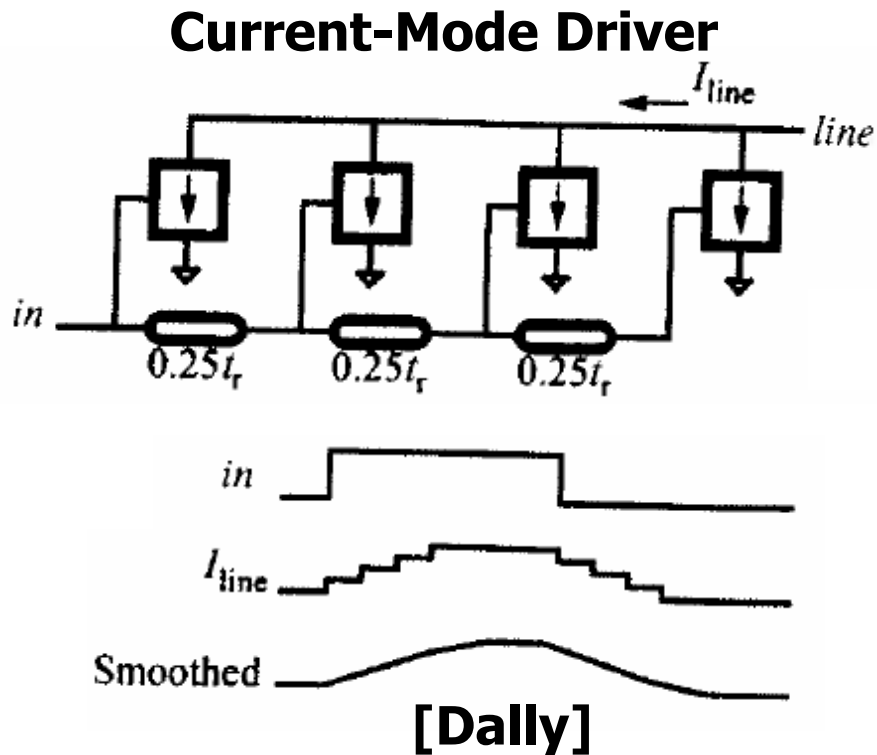 Current-Mode Driver
I_line
line
in
0.25t_r
0.25t_r
0.25t_r
in
I_line
Smoothed
[Dally]